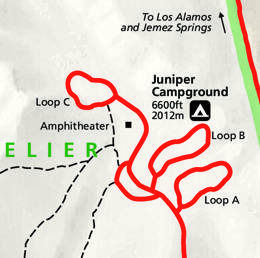 To Los Alamos
and Jemez Springs
Juniper
Campground
6600ft
2012m
Loop C
Amphitheater
Loop B
ELIER
Loop A